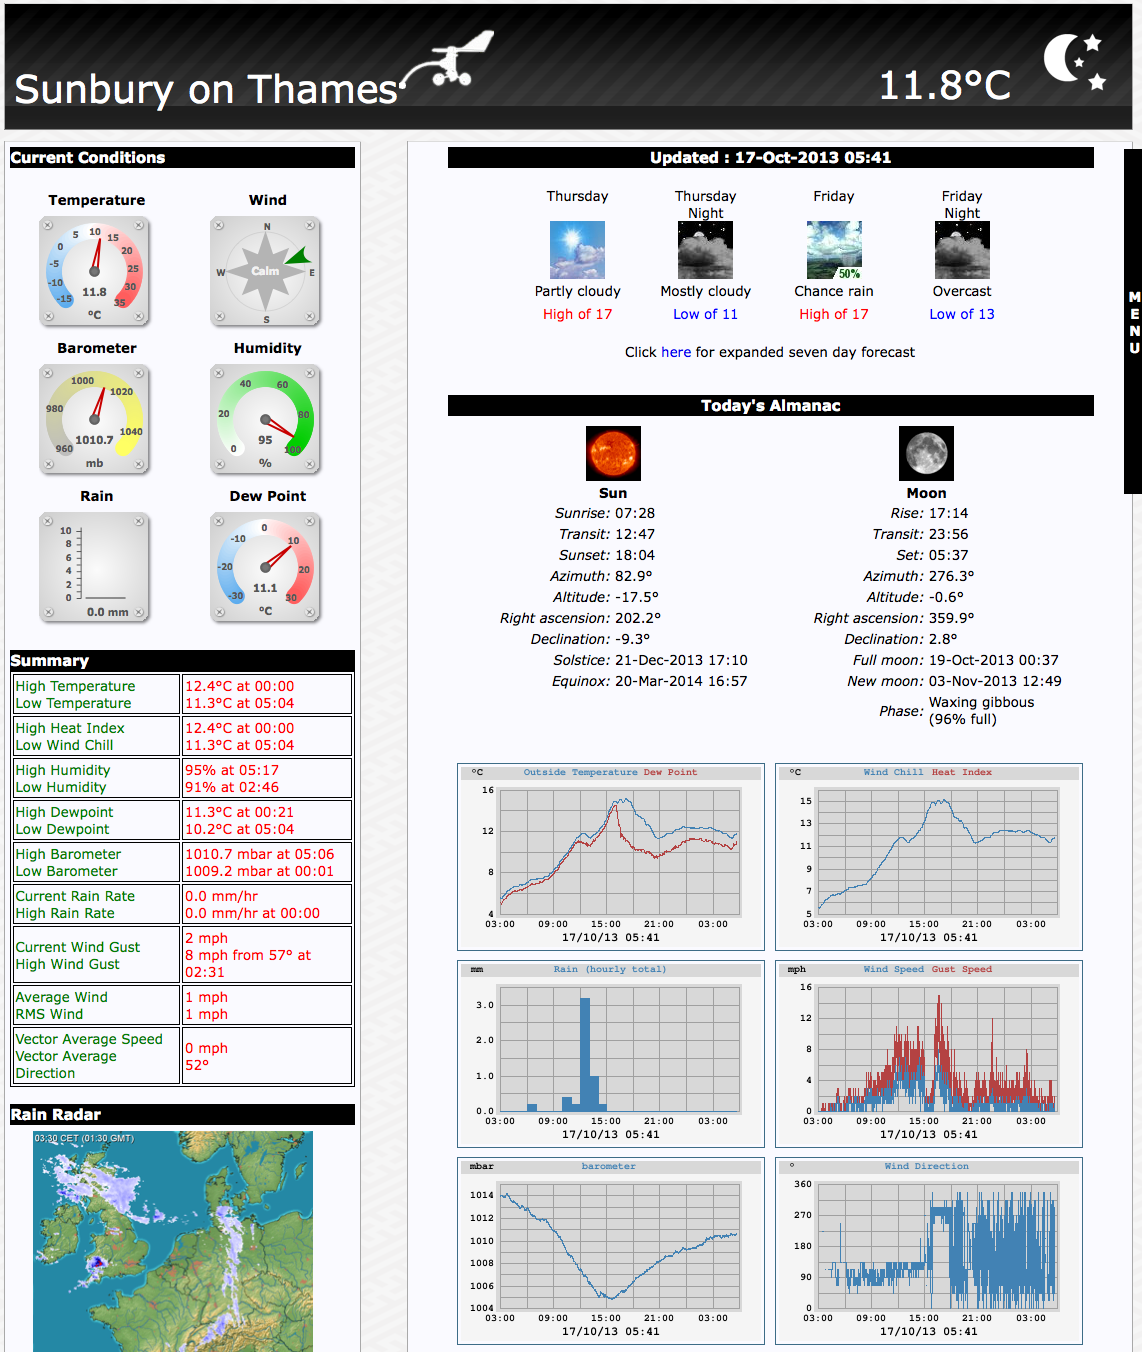 Sunbury on Thames
11.8°C
Current Conditions
Temperature
Wind
-15 -10 -5 0 5 10 15 20 25 30 35
11.8
°C
N
W Calm E
S
Barometer
Humidity
960 980 1000 1020 1040
1010.7
mb
0 20 40 60 80 100
95
%
Rain
Dew Point
10
8
6
4
2
0
0.0 mm
-30 -20 -10 0 10 20 30
11.1
°C
Summary
High Temperature 12.4°C at 00:00
Low Temperature 11.3°C at 05:04
High Heat Index 12.4°C at 00:00
Low Wind Chill 11.3°C at 05:04
High Humidity 95% at 05:17
Low Humidity 91% at 02:46
High Dewpoint 11.3°C at 00:21
Low Dewpoint 10.2°C at 05:04
High Barometer 1010.7 mbar at 05:06
Low Barometer 1009.2 mbar at 00:01
Current Rain Rate 0.0 mm/hr
High Rain Rate 0.0 mm/hr at 00:00
Current Wind Gust 2 mph
High Wind Gust 8 mph from 57° at
02:31
Average Wind 1 mph
RMS Wind 1 mph
Vector Average Speed 0 mph
Vector Average
Direction 52°
Rain Radar
03:30 CET (01:30 GMT)
Updated : 17-Oct-2013 05:41
Thursday
Partly cloudy
High of 17
Thursday
Night
Mostly cloudy
Low of 11
Friday
50%
Chance rain
High of 17
Friday
Night
Overcast
Low of 13
Click here for expanded seven day forecast
Today's Almanac
Sun
Sunrise: 07:28
Transit: 12:47
Sunset: 18:04
Azimuth: 82.9°
Altitude: -17.5°
Right ascension: 202.2°
Declination: -9.3°
Solstice: 21-Dec-2013 17:10
Equinox: 20-Mar-2014 16:57
Moon
Rise: 17:14
Transit: 23:56
Set: 05:37
Azimuth: 276.3°
Altitude: -0.6°
Right ascension: 359.9°
Declination: 2.8°
Full moon: 19-Oct-2013 00:37
New moon: 03-Nov-2013 12:49
Phase: Waxing gibbous
(96% full)
°C Outside Temperature Dew Point
16
12
8
4
03:00 09:00 15:00 21:00 03:00
17/10/13 05:41
°C Wind Chill Heat Index
15
13
11
9
7
5
03:00 09:00 15:00 21:00 03:00
17/10/13 05:41
mm Rain (hourly total)
3.0
2.0
1.0
0.0
03:00 09:00 15:00 21:00 03:00
17/10/13 05:41
mph Wind Speed Gust Speed
16
12
8
4
0
03:00 09:00 15:00 21:00 03:00
17/10/13 05:41
mbar barometer
1014
1012
1010
1008
1006
1004
03:00 09:00 15:00 21:00 03:00
17/10/13 05:41
° Wind Direction
360
270
180
90
0
03:00 09:00 15:00 21:00 03:00
17/10/13 05:41
M
E
N
U